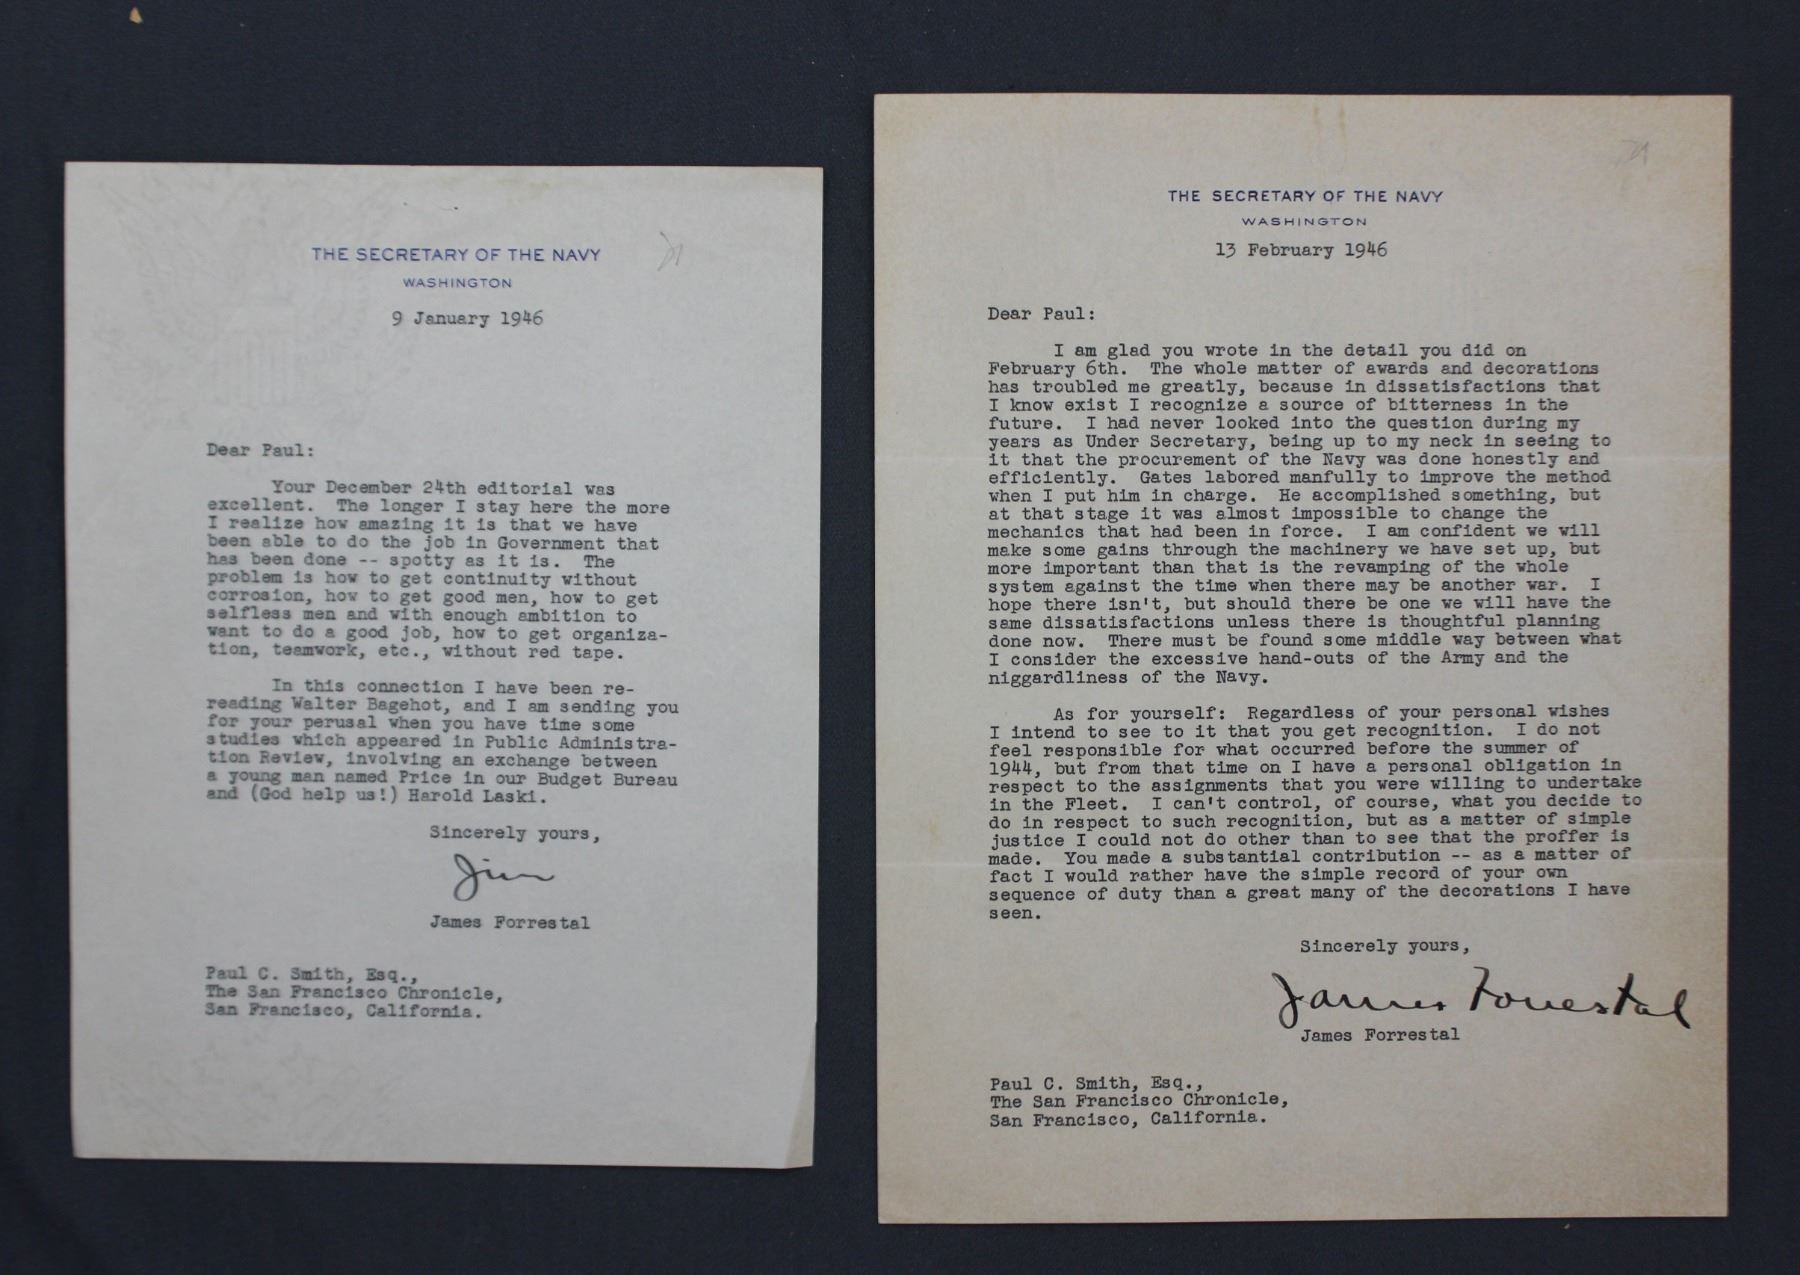 THE SECRETARY OF THE NAVY
WASHINGTON
9 January 1946
Dear Paul:
Your December 24th editorial was
excellent. The longer I stay here the more
I realize how amazing it is that we have
been able to do the job in Government that
has been done -- spotty as it is. The
problem is how to get continuity without
corrosion, how to get good men, how to get
selfless men and with enough ambition to
want to do a good job, how to get organiza-
tion, teamwork, etc., without red tape.
In this connection I have been re-
reading Walter Bagehot, and I am sending you
for your perusal when you have time some
studies which appeared in Public Administra-
tion Review, involving an exchange between
a young man named Price in our Budget Bureau
and (God help us!) Harold Laski.
Sincerely yours,
Jim
James Forrestal
Paul C. Smith, Esq.,
The San Francisco Chronicle,
San Francisco, California.
THE SECRETARY OF THE NAVY
WASHINGTON
13 February 1946
Dear Paul:
I am glad you wrote in the detail you did on
February 6th. The whole matter of awards and decorations
has troubled me greatly, because in dissatisfactions that
I know exist I recognize a source of bitterness in the
future. I had never looked into the question during my
years as Under Secretary, being up to my neck in seeing to
it that the procurement of the Navy was done honestly and
efficiently. Gates labored manfully to improve the method
when I put him in charge. He accomplished something, but
at that stage it was almost impossible to change the
mechanics that had been in force. I am confident we will
make some gains through the machinery we have set up, but
more important than that is the revamping of the whole
system against the time when there may be another war. I
hope there isn't, but should there be one we will have the
same dissatisfactions unless there is thoughtful planning
done now. There must be found some middle way between what
I consider the excessive hand-outs of the Army and the
niggardliness of the Navy.
As for yourself: Regardless of your personal wishes
I intend to see to it that you get recognition. I do not
feel responsible for what occurred before the summer of
1944, but from that time on I have a personal obligation in
respect to the assignments that you were willing to undertake
in the Fleet. I can't control, of course, what you decide to
do in respect to such recognition, but as a matter of simple
justice I could not do other than to see that the proffer is
made. You made a substantial contribution -- as a matter of
fact I would rather have the simple record of your own
sequence of duty than a great many of the decorations I have
seen.
Sincerely yours,
James Forrestal
James Forrestal
Paul C. Smith, Esq.,
The San Francisco Chronicle,
San Francisco, California.